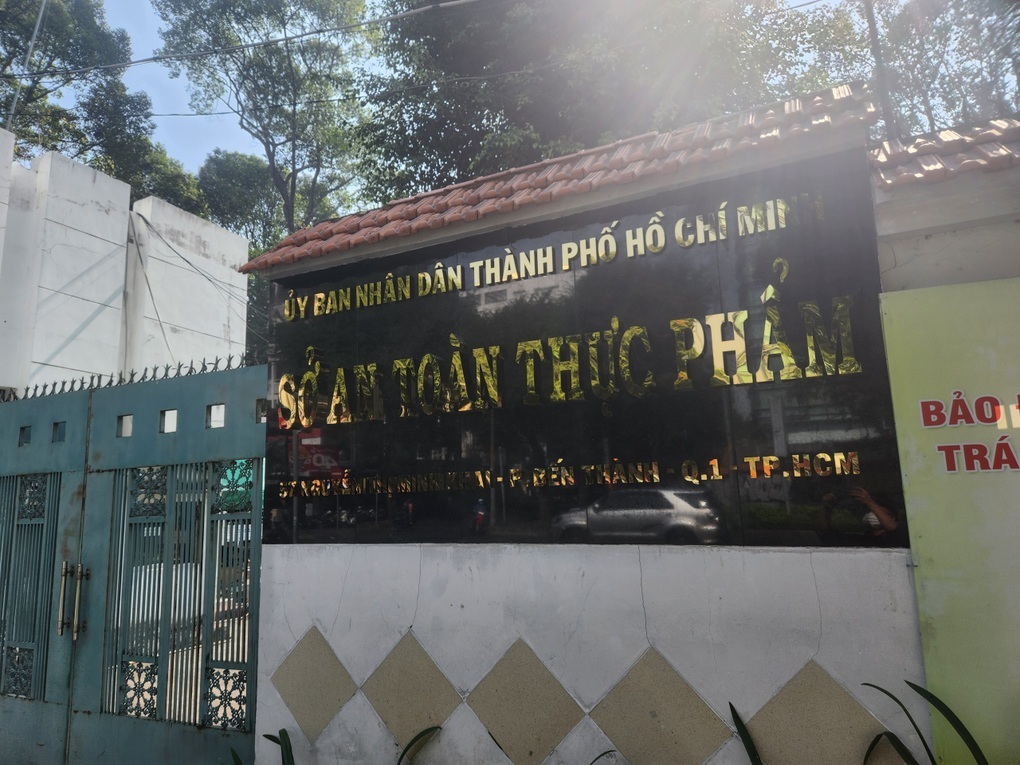 ỦY BAN NHÂN DÂN THÀNH PHỐ HỒ CHÍ MINH
SỞ AN TOÀN THỰC PHẨM
NGUYỄN - P. BẾN THÀNH - Q.1 - TP.HCM
BẢO
TRÁ